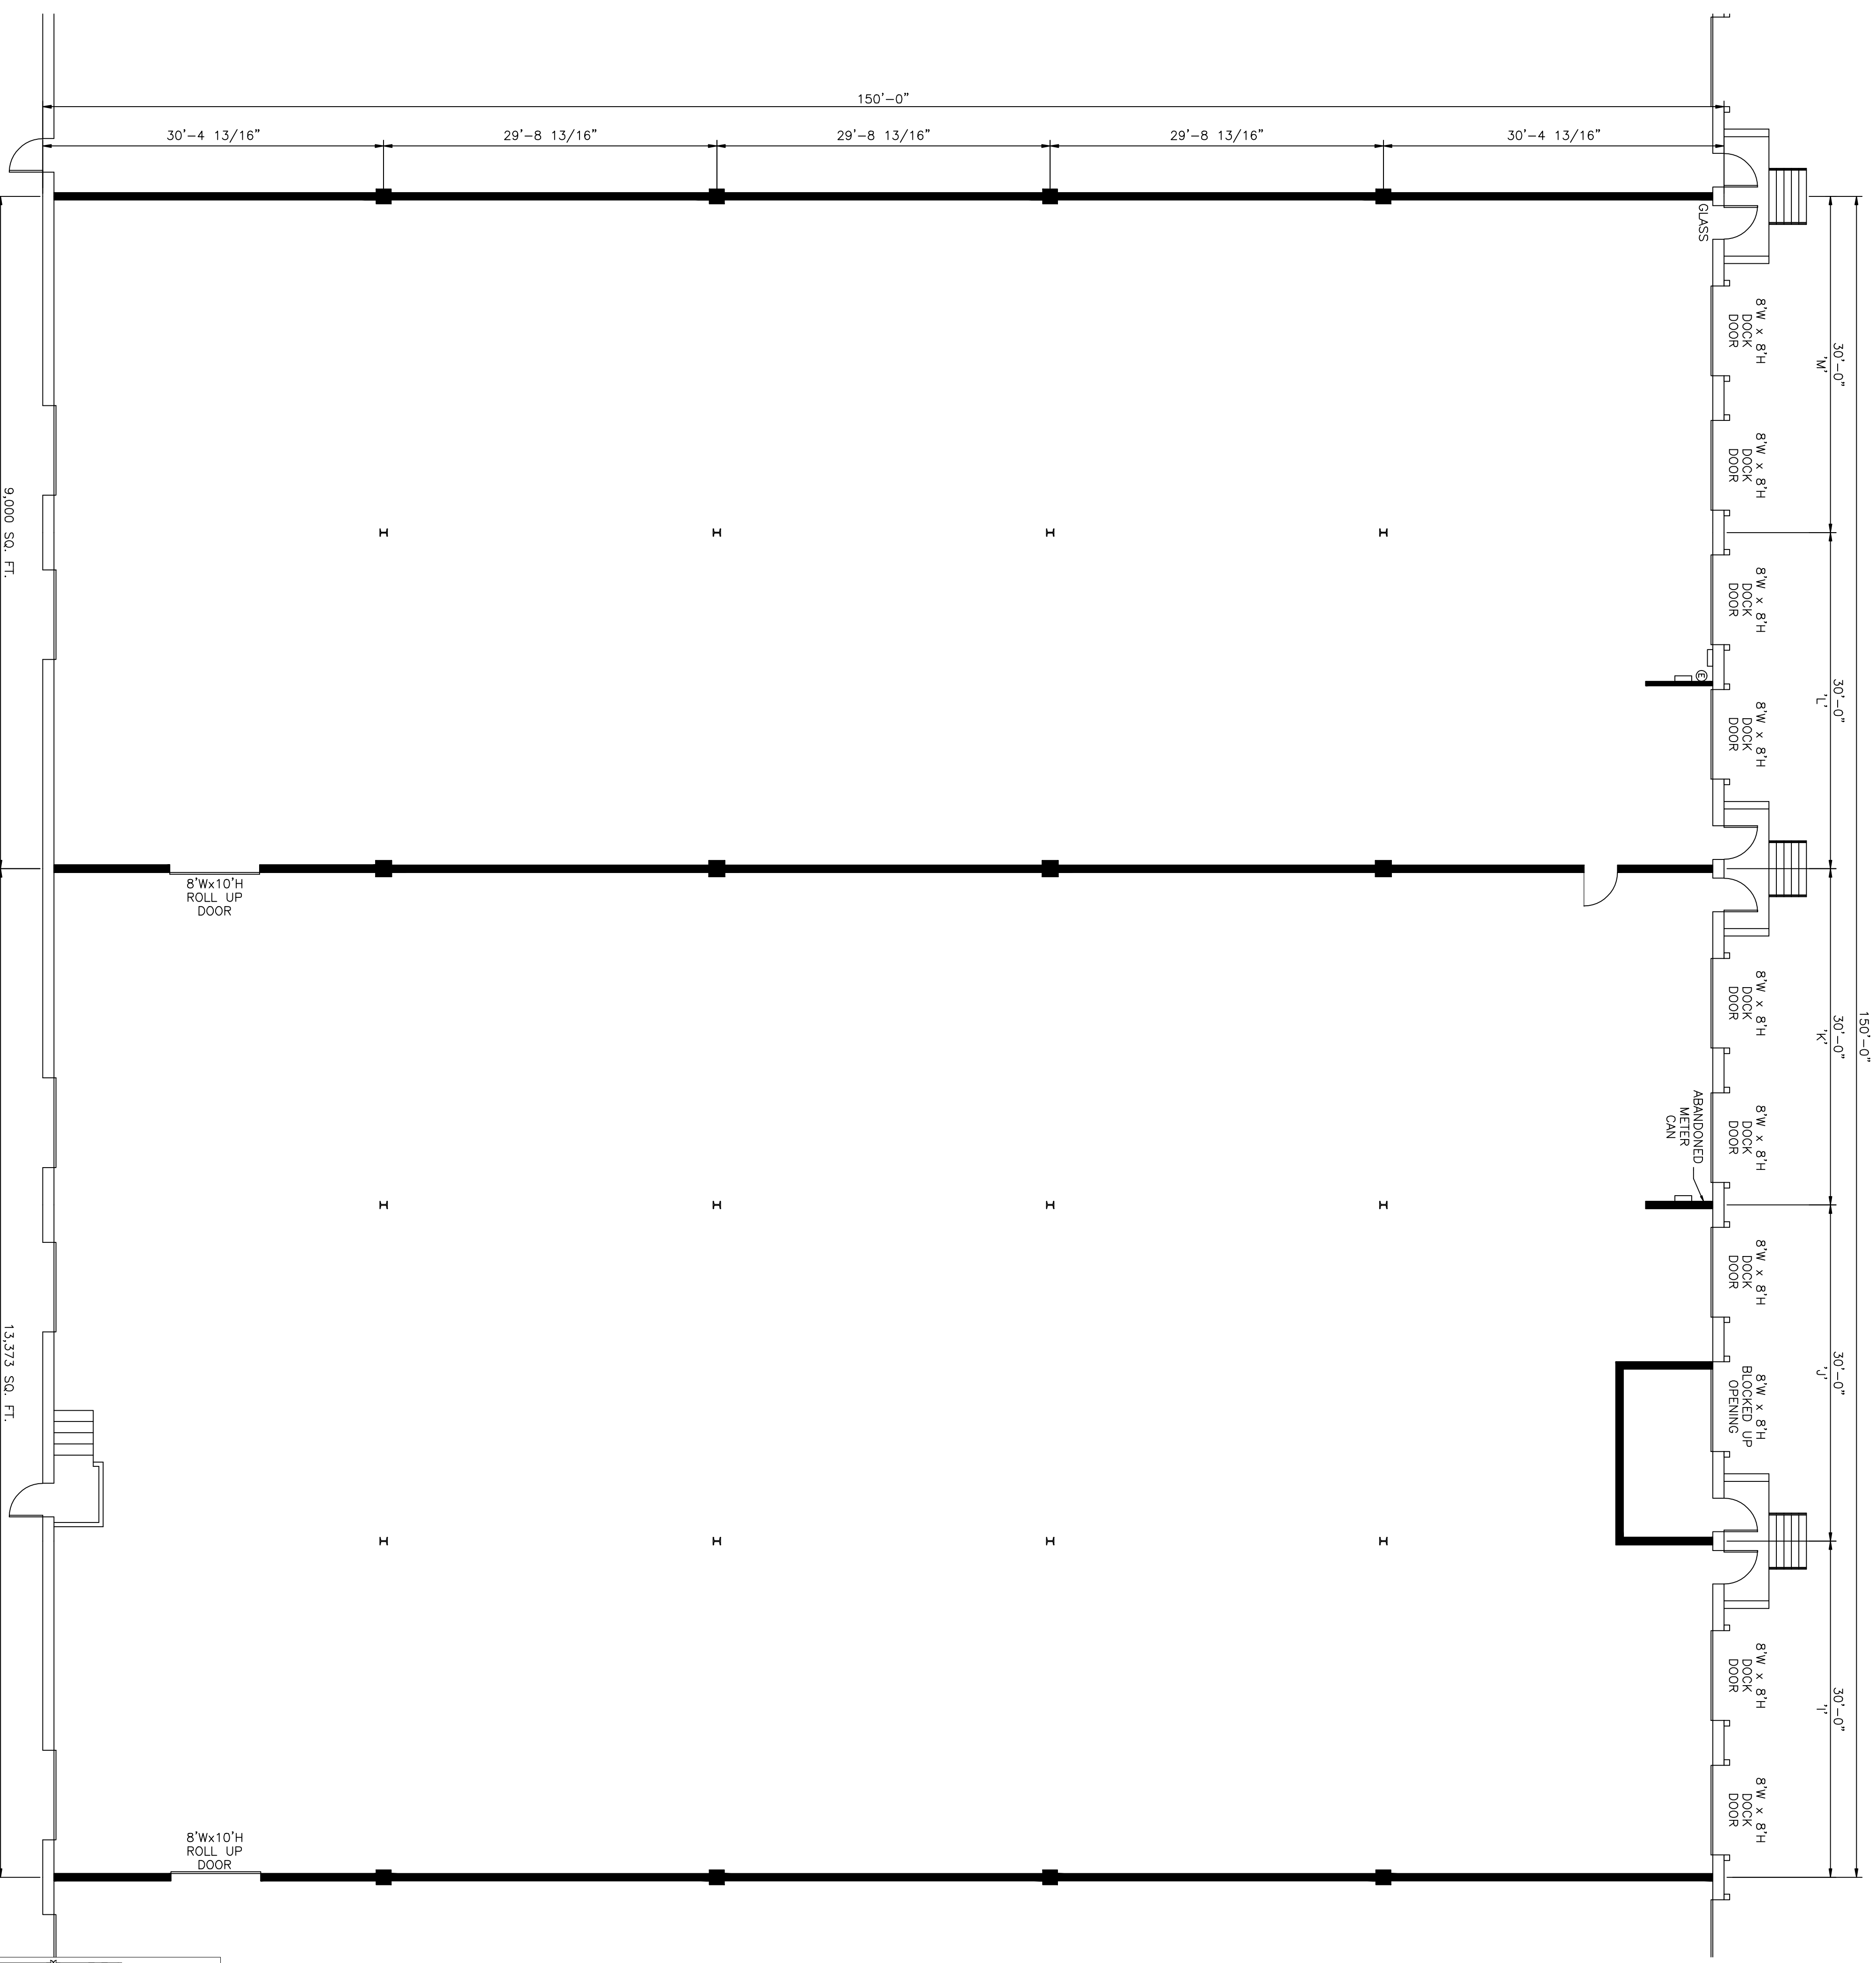 150'-0"
30'-4 13/16"
29'-8 13/16"
29'-8 13/16"
29'-8 13/16"
30'-4 13/16"
GLASS
8'W x 8'H
DOCK
DOOR
30'-0"
'M'
8'W x 8'H
DOCK
DOOR
9,000 SQ. FT.
8'W x 8'H
DOCK
DOOR
E
30'-0"
'L'
8'W x 8'H
DOCK
DOOR
8'Wx10'H
ROLL UP
DOOR
150'-0"
8'W x 8'H
DOCK
DOOR
30'-0"
'K'
ABANDONED
METER
CAN
8'W x 8'H
DOCK
DOOR
8'W x 8'H
DOCK
DOOR
13,373 SQ. FT.
30'-0"
'J'
8'W x 8'H
BLOCKED UP
OPENING
8'W x 8'H
DOCK
DOOR
30'-0"
'I'
8'W x 8'H
DOCK
DOOR
8'Wx10'H
ROLL UP
DOOR